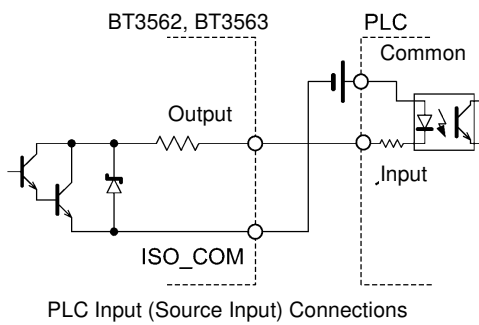 BT3562, BT3563
PLC
Common
Output
Input
ISO_COM
PLC Input (Source Input) Connections